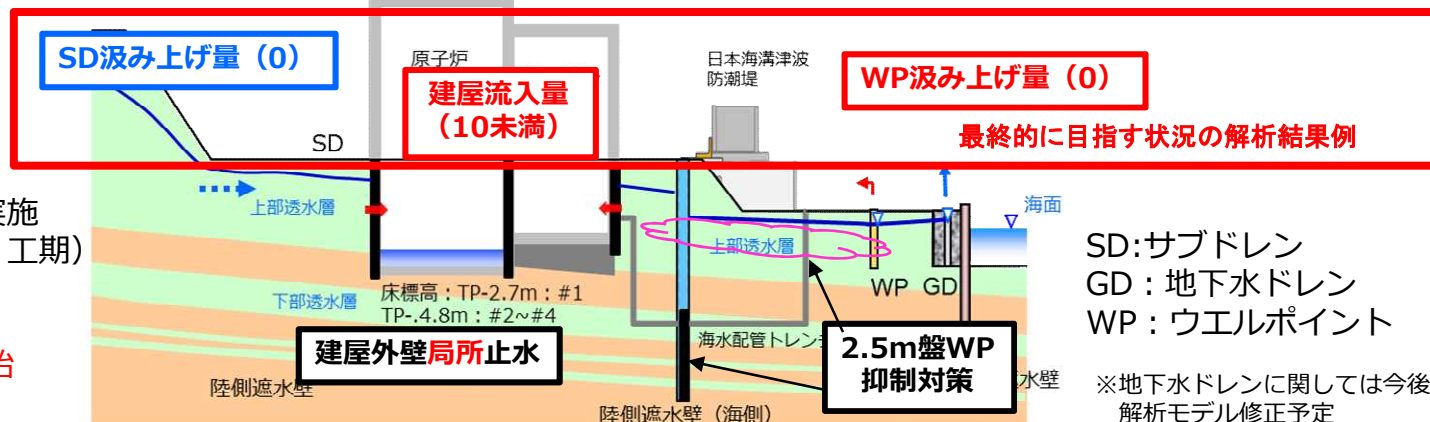 SD汲み上げ量（0）
原子炉
建屋流入量
（10未満）
日本海溝津波
防潮堤
WP汲み上げ量（0）
最終的に目指す状況の解析結果例
SD
実施
工期）
上部透水層
上部透水層
海面
WP
GD
SD:サブドレン
GD：地下水ドレン
WP：ウエルポイント
下部透水層
床標高：TP-2.7m：#1
TP-.4.8m：#2~#4
海水配管トレン
建屋外壁局所止水
2.5m盤WP
抑制対策
陸側遮水壁
陸側遮水壁（海側）
水壁
※地下水ドレンに関しては今後
解析モデル修正予定